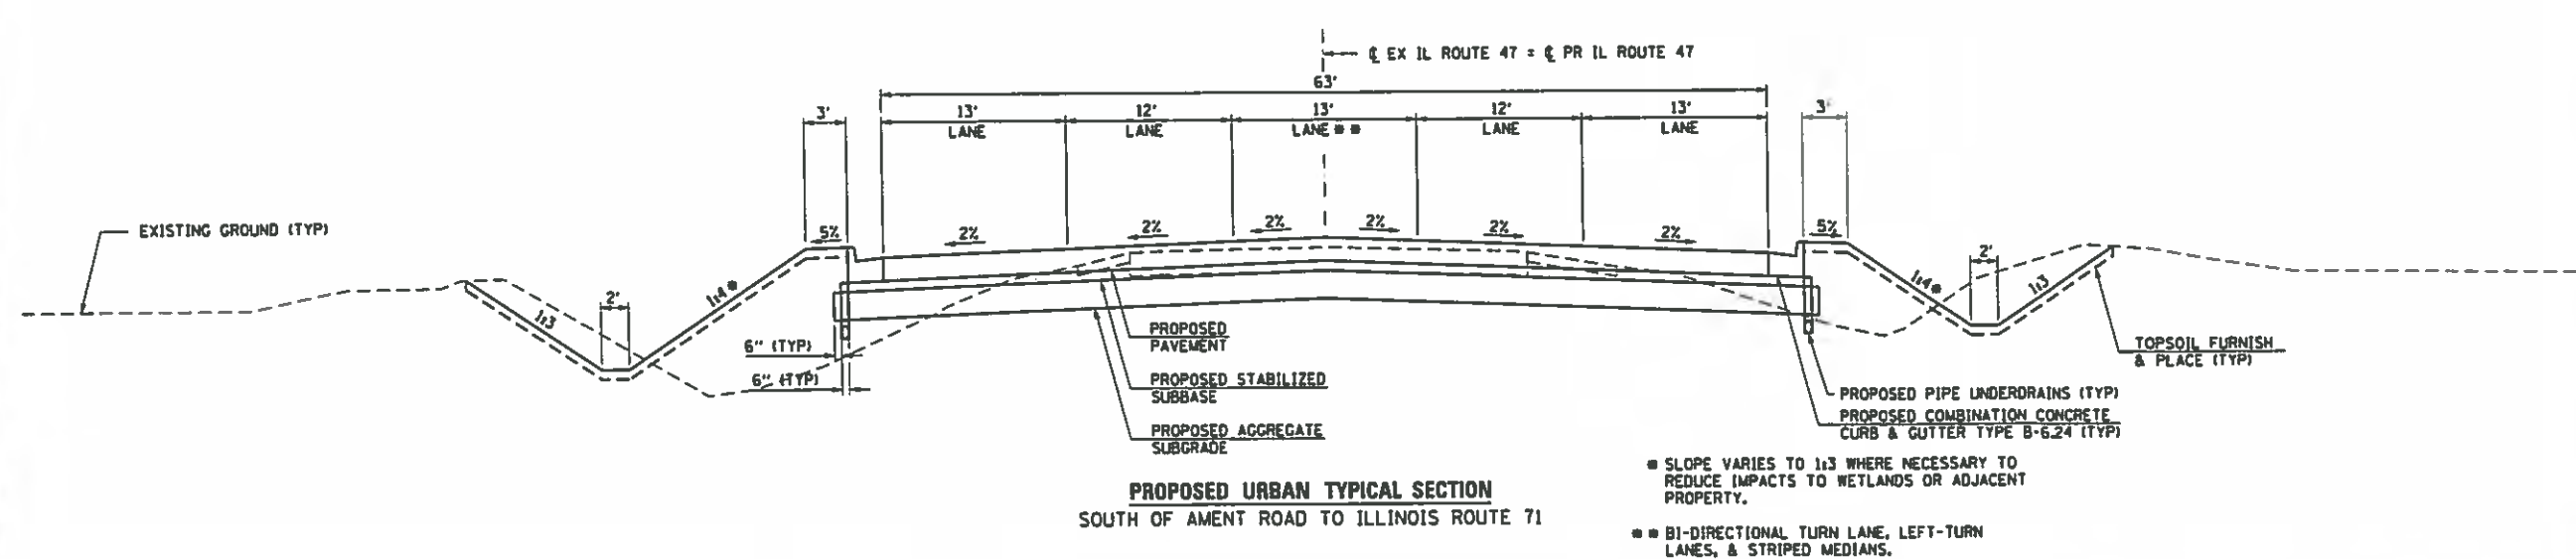 ℄ EX IL ROUTE 47 = ℄ PR IL ROUTE 47
63'
3'
13'
LANE
12'
LANE
13'
LANE **
12'
LANE
13'
LANE
3'
EXISTING GROUND (TYP)
5%
2%
2%
2%
2%
2%
2%
5%
1:3
2'
1:4 *
1:4 *
2'
1:3
6" (TYP)
6" (TYP)
PROPOSED
PAVEMENT
PROPOSED STABILIZED
SUBBASE
PROPOSED AGGREGATE
SUBGRADE
TOPSOIL FURNISH
& PLACE (TYP)
PROPOSED PIPE UNDERDRAINS (TYP)
PROPOSED COMBINATION CONCRETE
CURB & GUTTER TYPE B-6.24 (TYP)
PROPOSED URBAN TYPICAL SECTION
SOUTH OF AMENT ROAD TO ILLINOIS ROUTE 71
* SLOPE VARIES TO 1:3 WHERE NECESSARY TO
REDUCE IMPACTS TO WETLANDS OR ADJACENT
PROPERTY.
** BI-DIRECTIONAL TURN LANE, LEFT-TURN
LANES, & STRIPED MEDIANS.